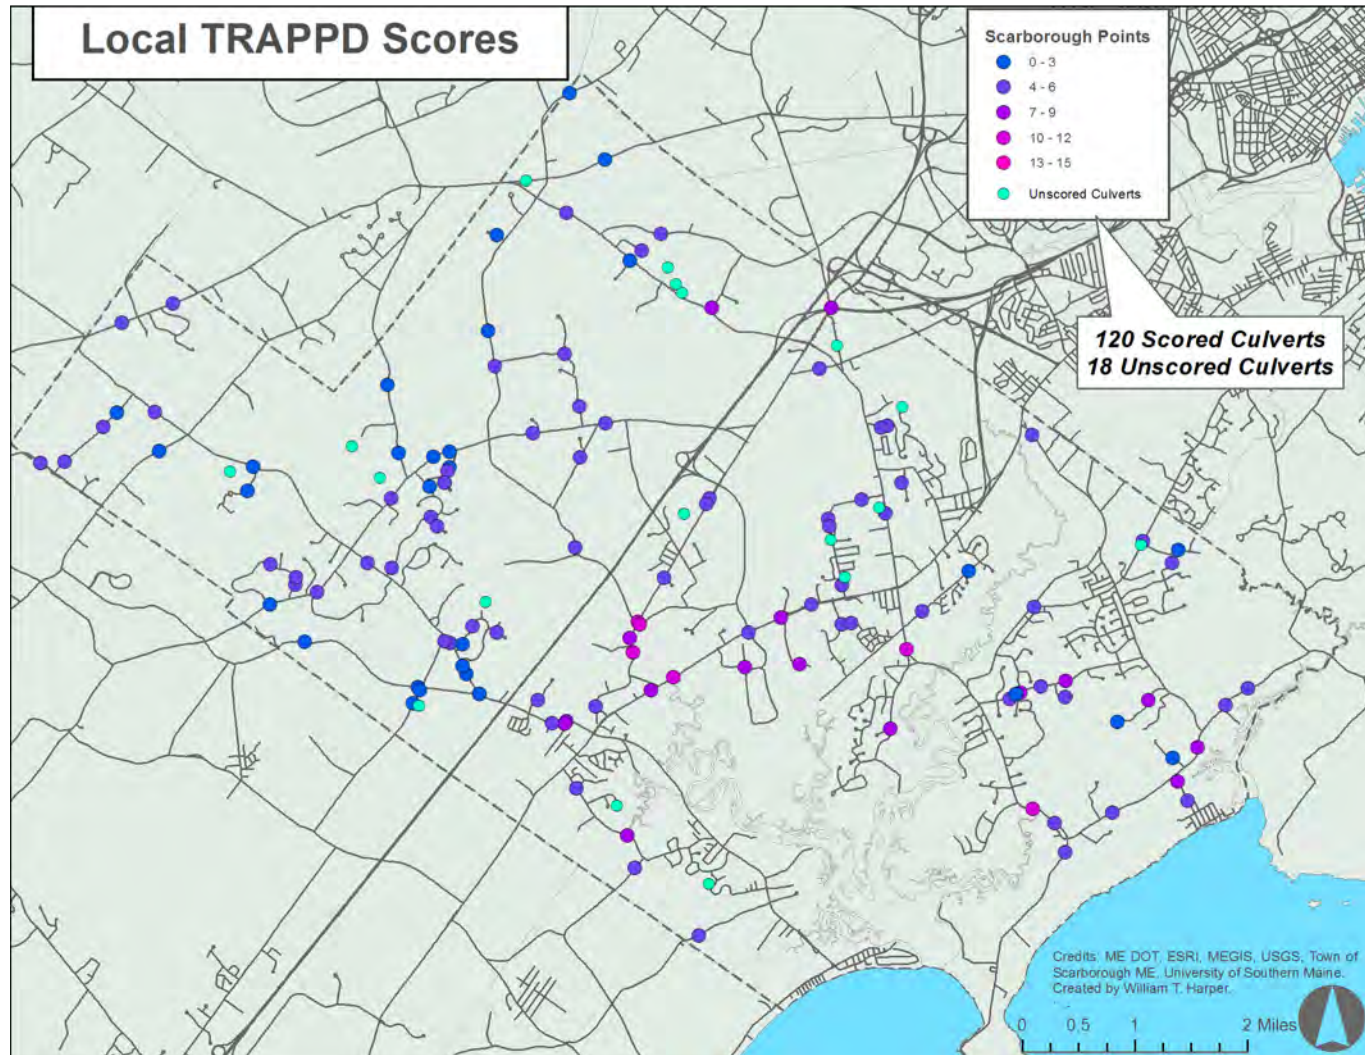 Local TRAPPD Scores
Scarborough Points
0 - 3
4 - 6
7 - 9
10 - 12
13 - 15
Unscored Culverts
120 Scored Culverts
18 Unscored Culverts
Credits: ME DOT, ESRI, MEGIS, USGS, Town of
Scarborough ME, University of Southern Maine.
Created by William T. Harper.
0 0.5 1 2 Miles